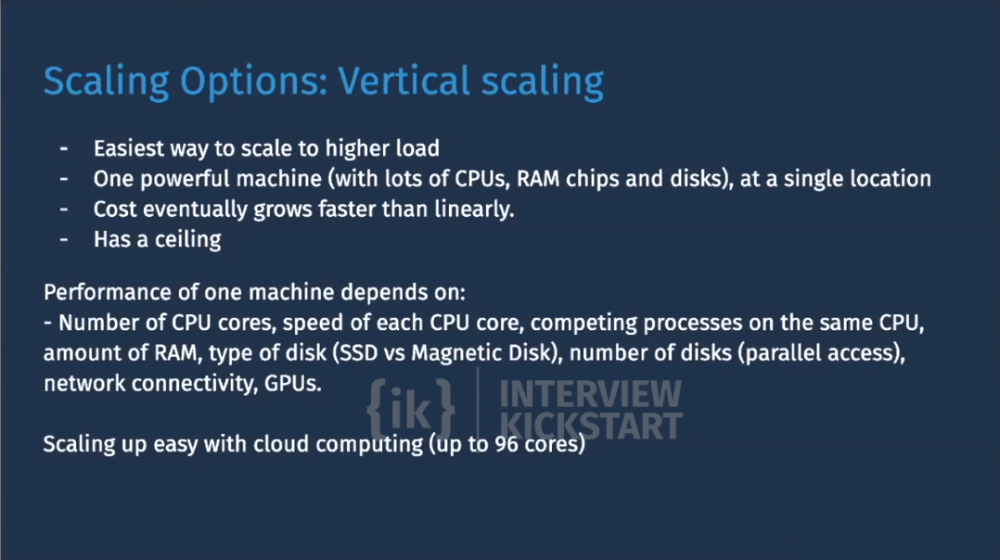 Scaling Options: Vertical scaling
- Easiest way to scale to higher load
- One powerful machine (with lots of CPUs, RAM chips and disks), at a single location
- Cost eventually grows faster than linearly.
- Has a ceiling
Performance of one machine depends on:
- Number of CPU cores, speed of each CPU core, competing processes on the same CPU,
amount of RAM, type of disk (SSD vs Magnetic Disk), number of disks (parallel access),
network connectivity, GPUs.
{ik} INTERVIEW
KICKSTART
Scaling up easy with cloud computing (up to 96 cores)